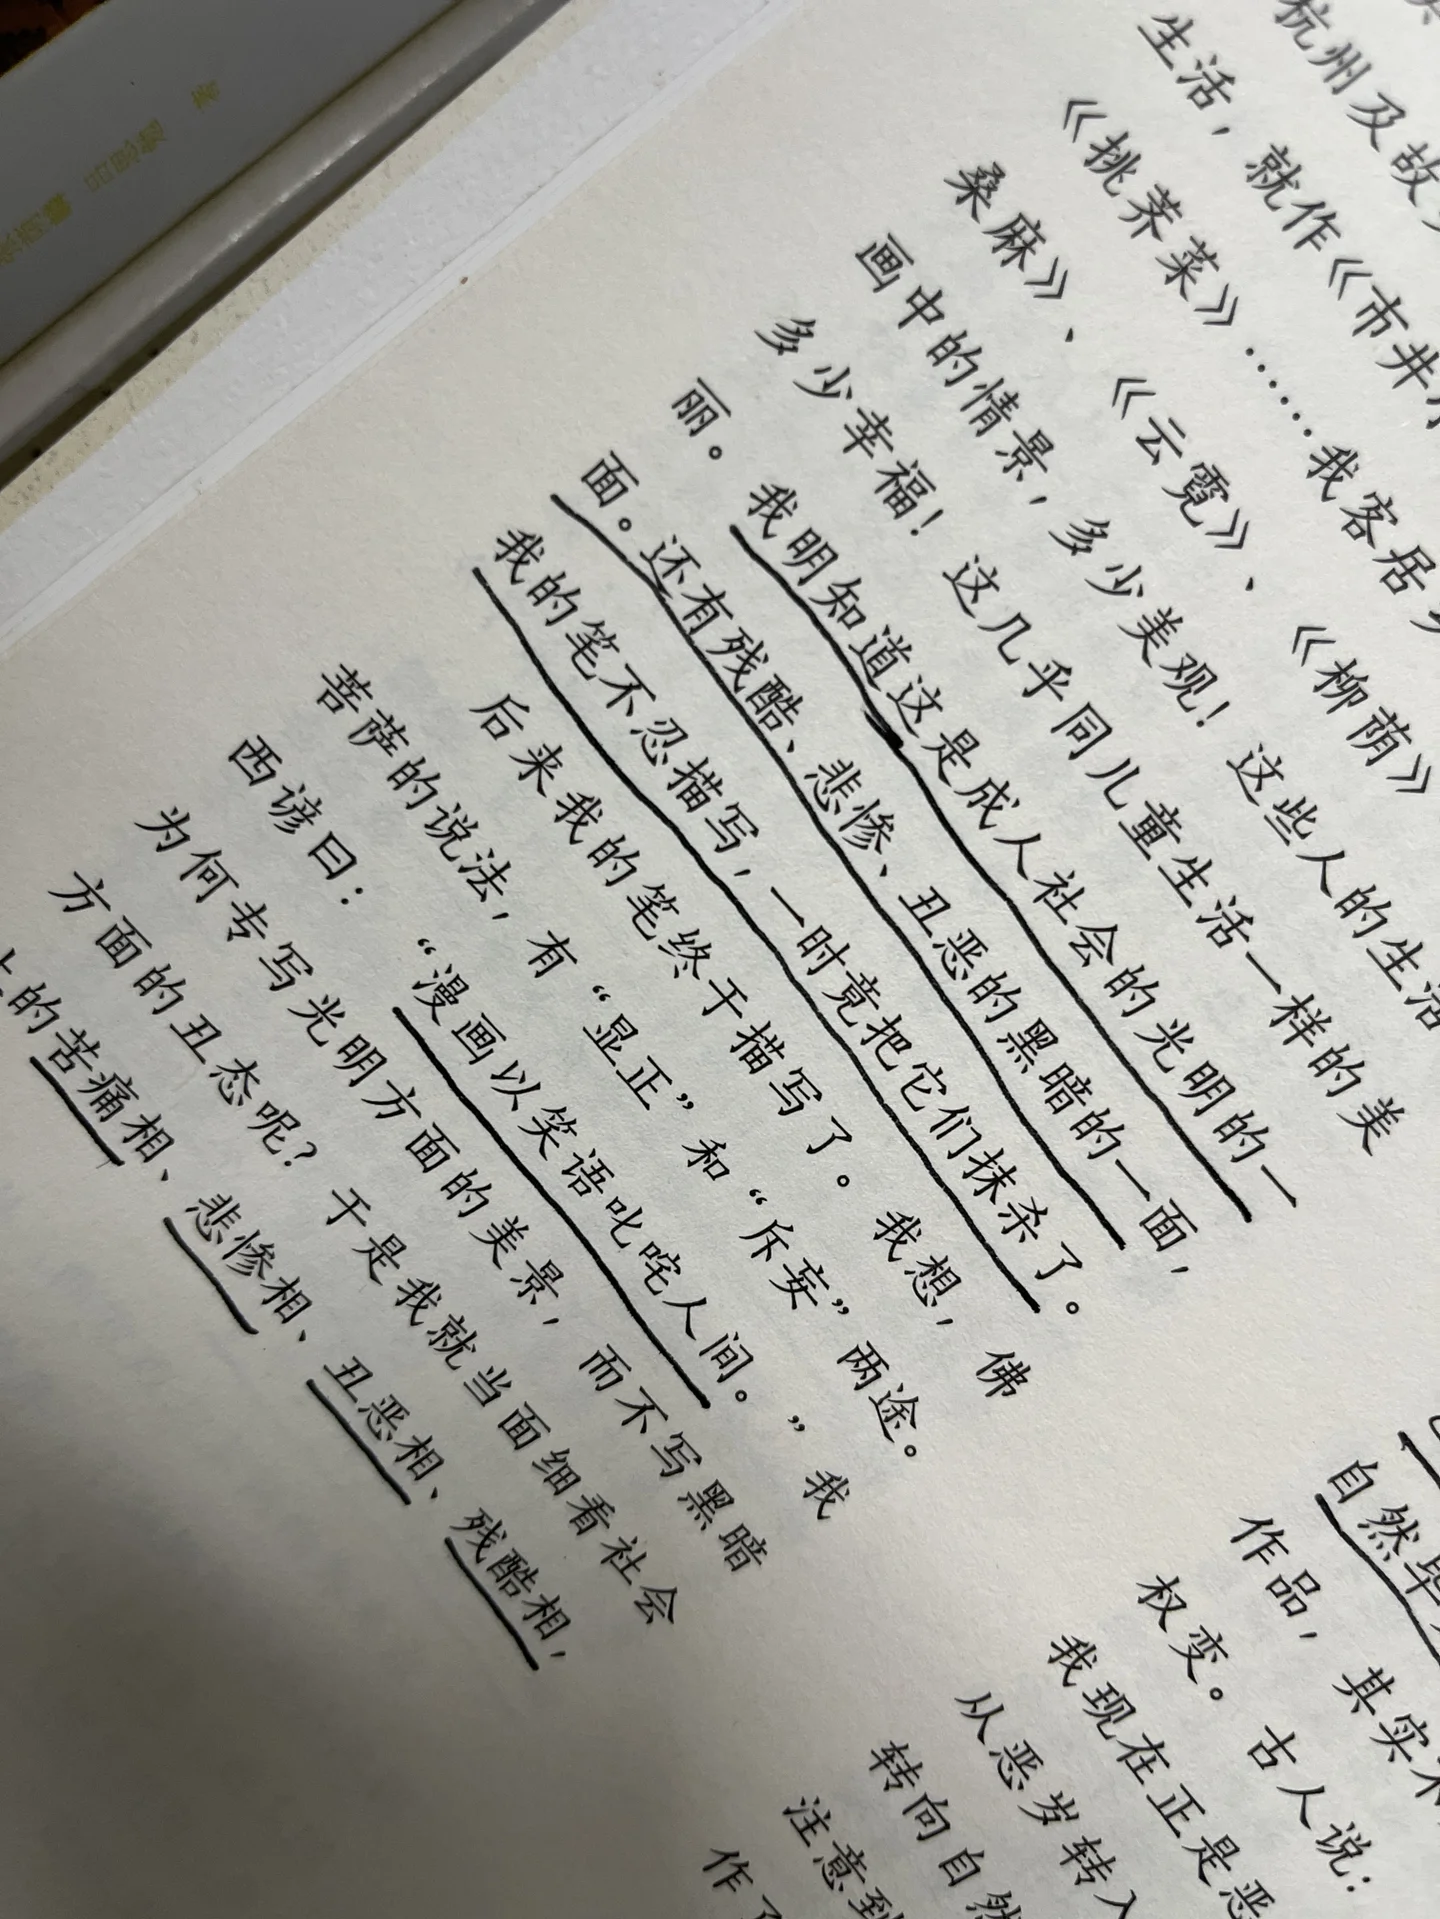 杭州及故
生活，就作《市井
《挑荠菜》……我客居
桑麻》、《云霓》、《柳荫》
画中的情景，多少美观！这些人的生活
多少幸福！这几乎同儿童生活一样的美
丽。我明知道这是成人社会的光明的一
面。还有残酷、悲惨、丑恶的黑暗的一面，
我的笔不忍描写，一时竟把它们抹杀了。
后来我的笔终于描写了。我想，佛
菩萨的说法，有“显正”和“斥妄”两途。
西谚曰：“漫画以笑语叱咤人间。”我
为何专写光明方面的美景，而不写黑暗
方面的丑态呢？于是我就当面细看社会
的苦痛相、悲惨相、丑恶相、残酷相，
自然毕
作品，其实
权变。古人说：
我现在正是恶
从恶岁转入
转向自然
注意到
作了